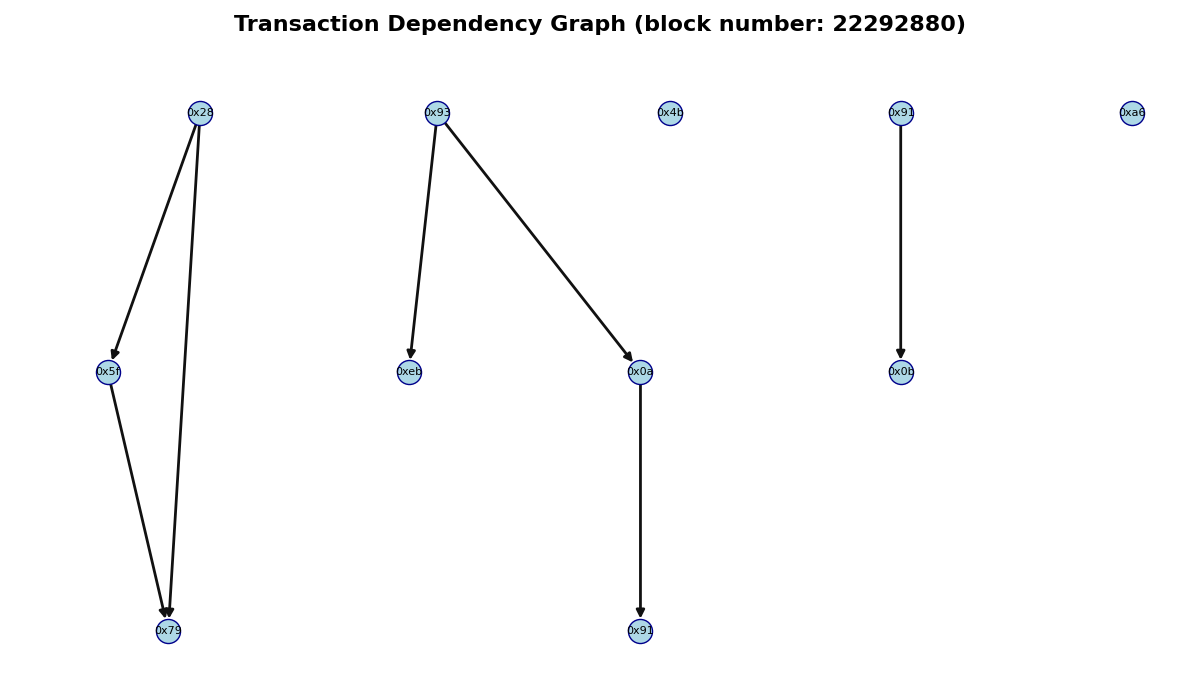 Transaction Dependency Graph (block number: 22292880)
0x28
0x93
0x4b
0x91
0xa6
0x5f
0xeb
0x0a
0x0b
0x79
0x91